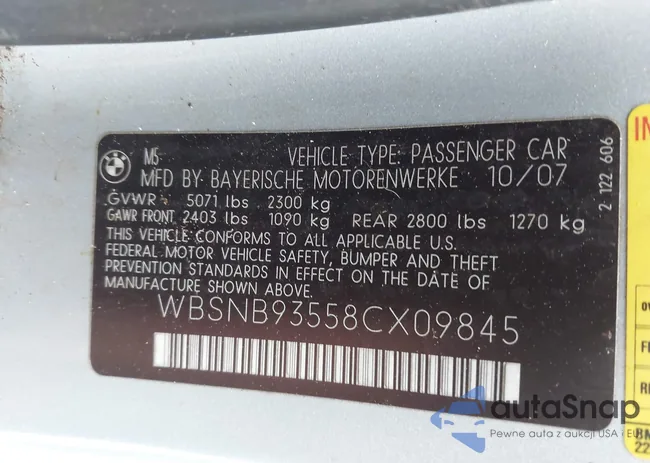 M5 VEHICLE TYPE: PASSENGER CAR
MFD BY BAYERISCHE MOTORENWERKE 10/07
GVWR 5071 lbs 2300 kg
GAWR FRONT 2403 lbs 1090 kg REAR 2800 lbs 1270 kg
THIS VEHICLE CONFORMS TO ALL APPLICABLE U.S.
FEDERAL MOTOR VEHICLE SAFETY, BUMPER AND THEFT
PREVENTION STANDARDS IN EFFECT ON THE DATE OF
MANUFACTURE SHOWN ABOVE.
WBSNB93558CX09845
2 122 606
BMW
autaSnap
Pewne auta z aukcji USA